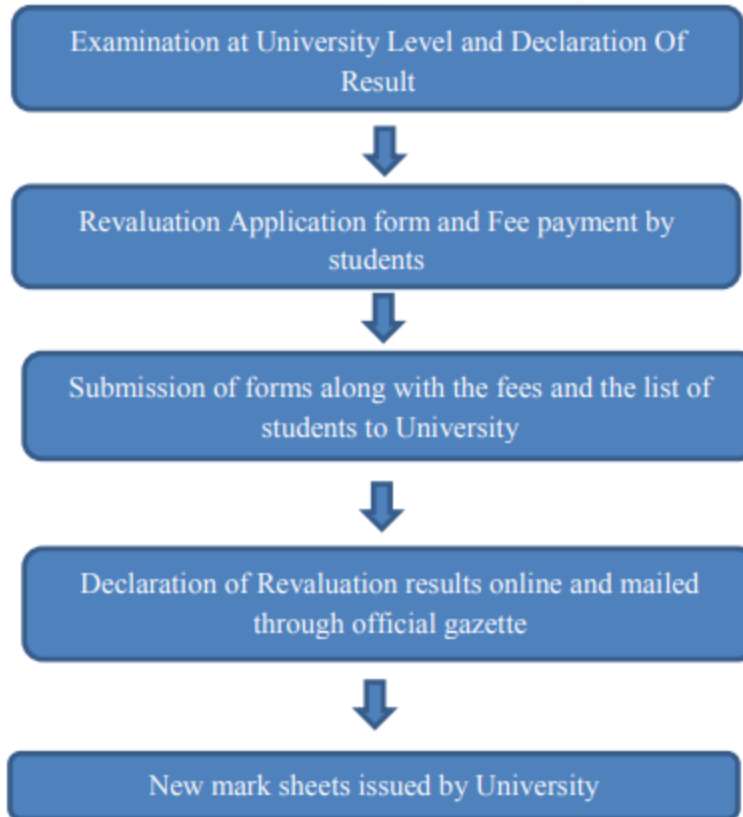 Examination at University Level and Declaration Of
Result
Revaluation Application form and Fee payment by
students
Submission of forms along with the fees and the list of
students to University
Declaration of Revaluation results online and mailed
through official gazette
New mark sheets issued by University